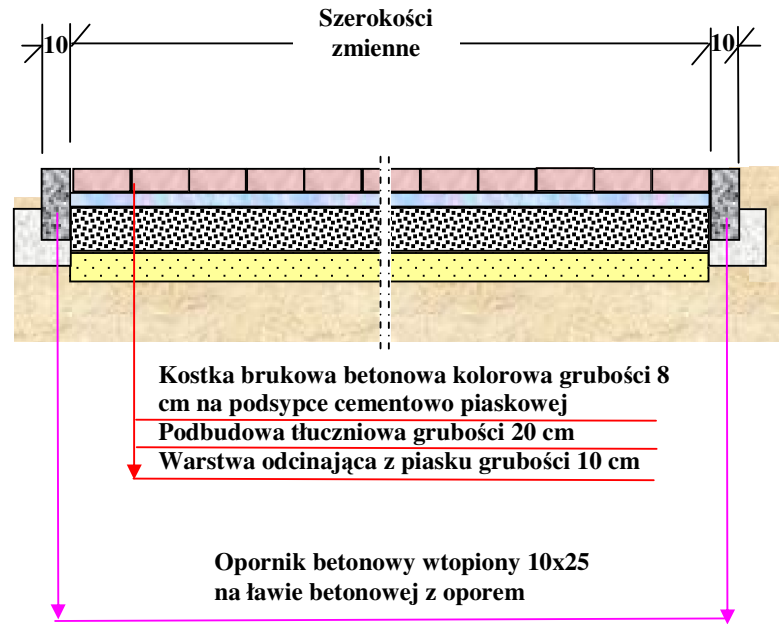 Szerokości
zmienne
10
10
Kostka brukowa betonowa kolorowa grubości 8
cm na podsypce cementowo piaskowej
Podbudowa tłuczniowa grubości 20 cm
Warstwa odcinająca z piasku grubości 10 cm
Opornik betonowy wtopiony 10x25
na ławie betonowej z oporem